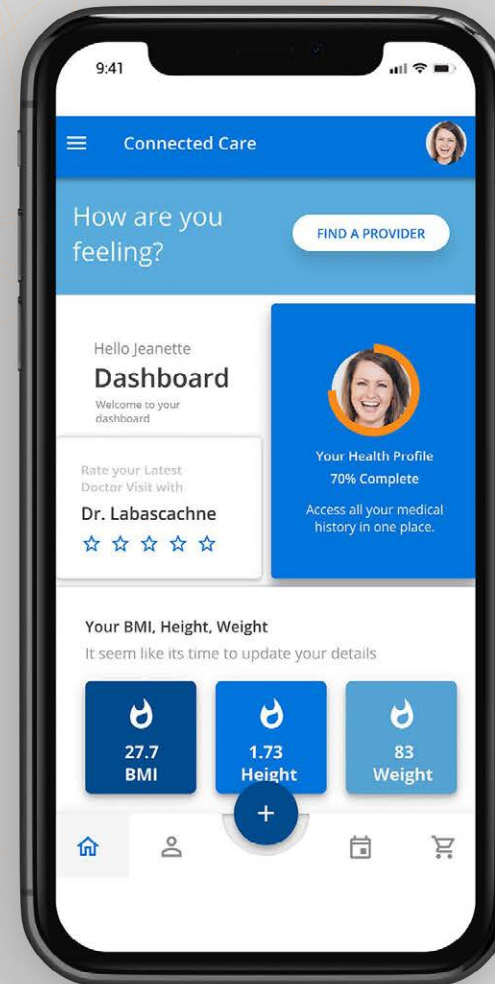 9:41
Connected Care
How are you
feeling?
FIND A PROVIDER
Hello Jeanette
Dashboard
Welcome to your
dashboard
Rate your Latest
Doctor Visit with
Dr. Labascachne
Your Health Profile
70% Complete
Access all your medical
history in one place.
Your BMI, Height, Weight
It seem like its time to update your details
27.7
BMI
1.73
Height
83
Weight
+